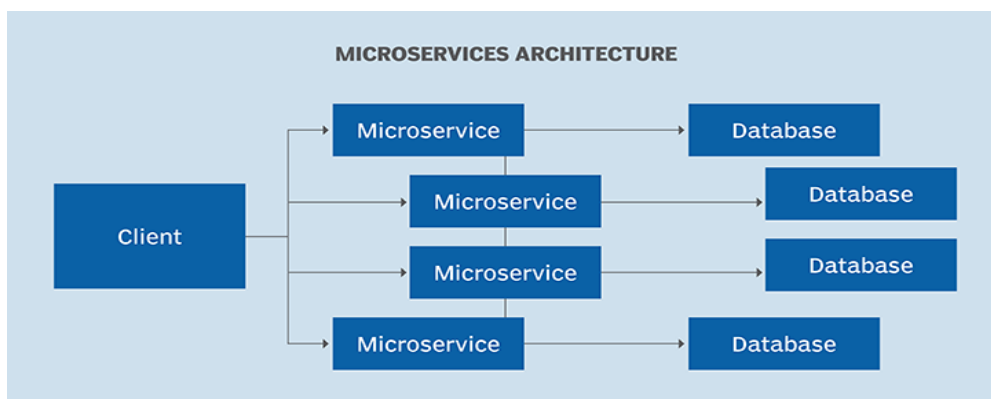 MICROSERVICES ARCHITECTURE
Microservice
Database
Microservice
Database
Client
Microservice
Database
Microservice
Database